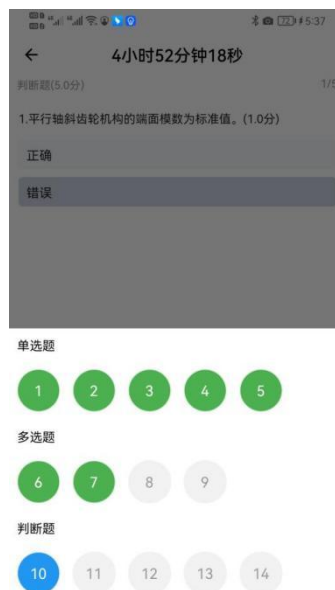 72 5:37
4小时52分钟18秒
判断题(5.0分) 1/5
1.平行轴斜齿轮机构的端面模数为标准值。(1.0分)
正确
错误
单选题
1 2 3 4 5
多选题
6 7 8 9
判断题
10 11 12 13 14